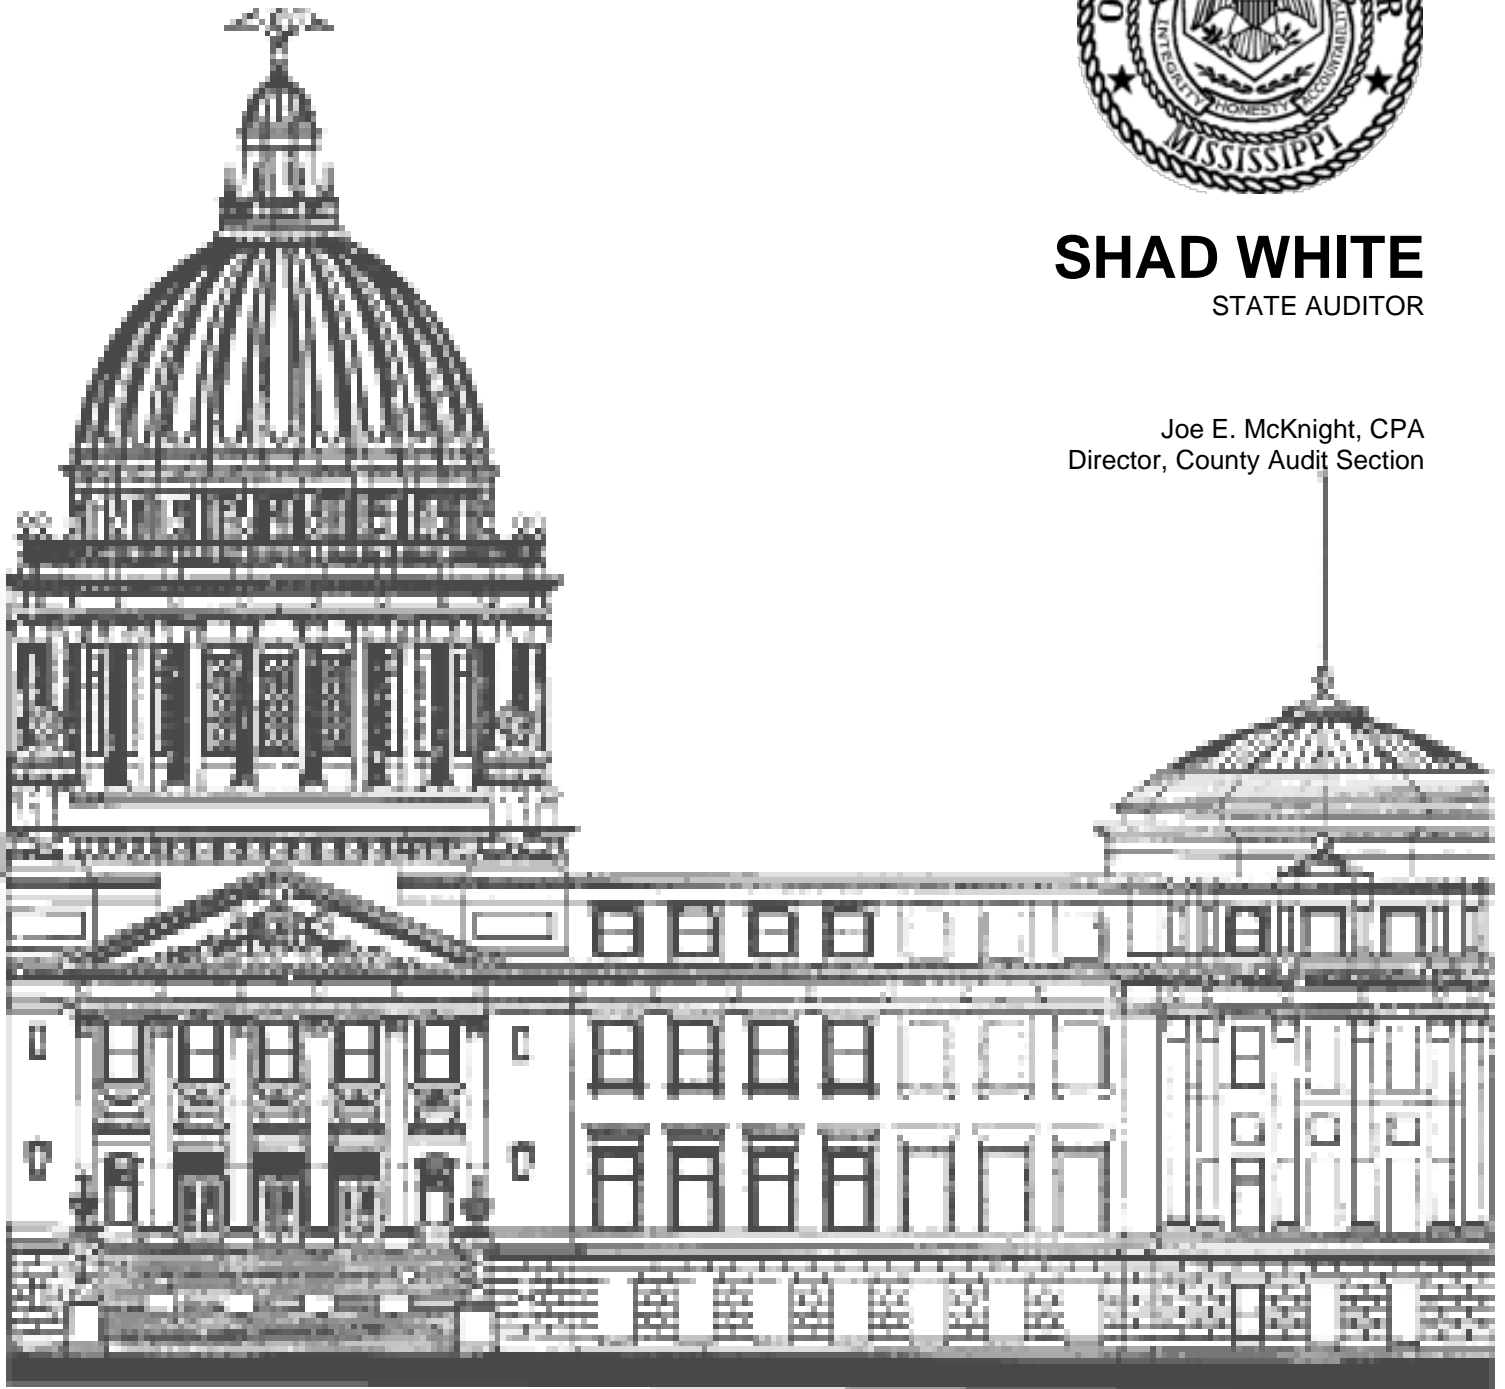 INTEGRITY
HONESTY
ACCOUNTABILITY
MISSISSIPPI
SHAD WHITE
STATE AUDITOR
Joe E. McKnight, CPA
Director, County Audit Section